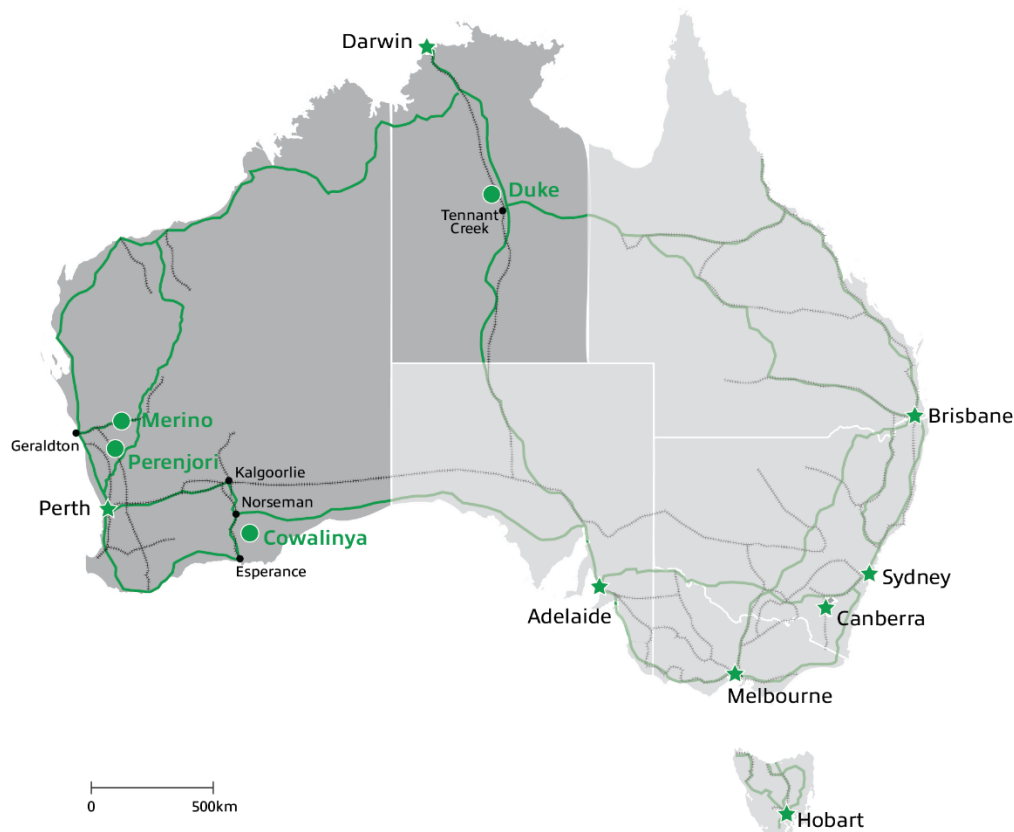 Darwin
Duke
Tennant
Creek
Merino
Geraldton
Perenjori
Brisbane
Kalgoorlie
Perth
Norseman
Cowalinya
Esperance
Sydney
Adelaide
Canberra
Melbourne
0 500km
Hobart